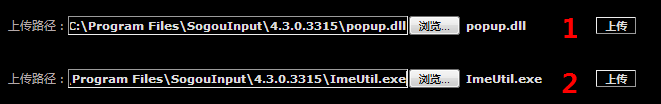 上传路径：C:\Program Files\SogouInput\4.3.0.3315\popup.dll 浏览... popup.dll 1 上传
上传路径：.Program Files\SogouInput\4.3.0.3315\ImeUtil.exe 浏览... ImeUtil.exe 2 上传